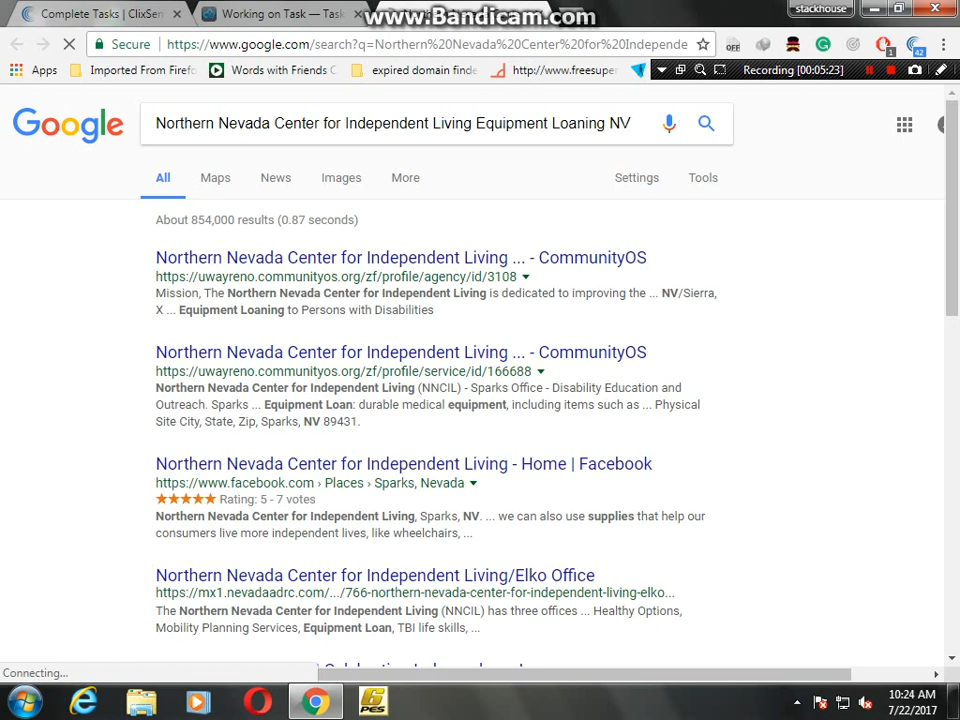 Complete Tasks | ClixSen
Working on Task — Task
www.Bandicam.com
stackhouse
Secure
https://www.google.com/search?q=Northern%20Nevada%20Center%20for%20Independe
OFF
1
42
Apps
Imported From Firefo
Words with Friends C
expired domain finde
http://www.freesuper
Recording [00:05:23]
Google
Northern Nevada Center for Independent Living Equipment Loaning NV
All
Maps
News
Images
More
Settings
Tools
About 854,000 results (0.87 seconds)
Northern Nevada Center for Independent Living ... - CommunityOS
https://uwayreno.communityos.org/zf/profile/agency/id/3108
Mission, The Northern Nevada Center for Independent Living is dedicated to improving the ... NV/Sierra,
X ... Equipment Loaning to Persons with Disabilities
Northern Nevada Center for Independent Living ... - CommunityOS
https://uwayreno.communityos.org/zf/profile/service/id/166688
Northern Nevada Center for Independent Living (NNCIL) - Sparks Office - Disability Education and
Outreach. Sparks ... Equipment Loan: durable medical equipment, including items such as ... Physical
Site City, State, Zip, Sparks, NV 89431.
Northern Nevada Center for Independent Living - Home | Facebook
https://www.facebook.com › Places › Sparks, Nevada
Rating: 5 - 7 votes
Northern Nevada Center for Independent Living, Sparks, NV. ... we can also use supplies that help our
consumers live more independent lives, like wheelchairs, ...
Northern Nevada Center for Independent Living/Elko Office
https://mx1.nevadaadrc.com/.../766-northern-nevada-center-for-independent-living-elko...
The Northern Nevada Center for Independent Living (NNCIL) has three offices ... Healthy Options,
Mobility Planning Services, Equipment Loan, TBI life skills, ...
Connecting...
6
PES
10:24 AM
7/22/2017